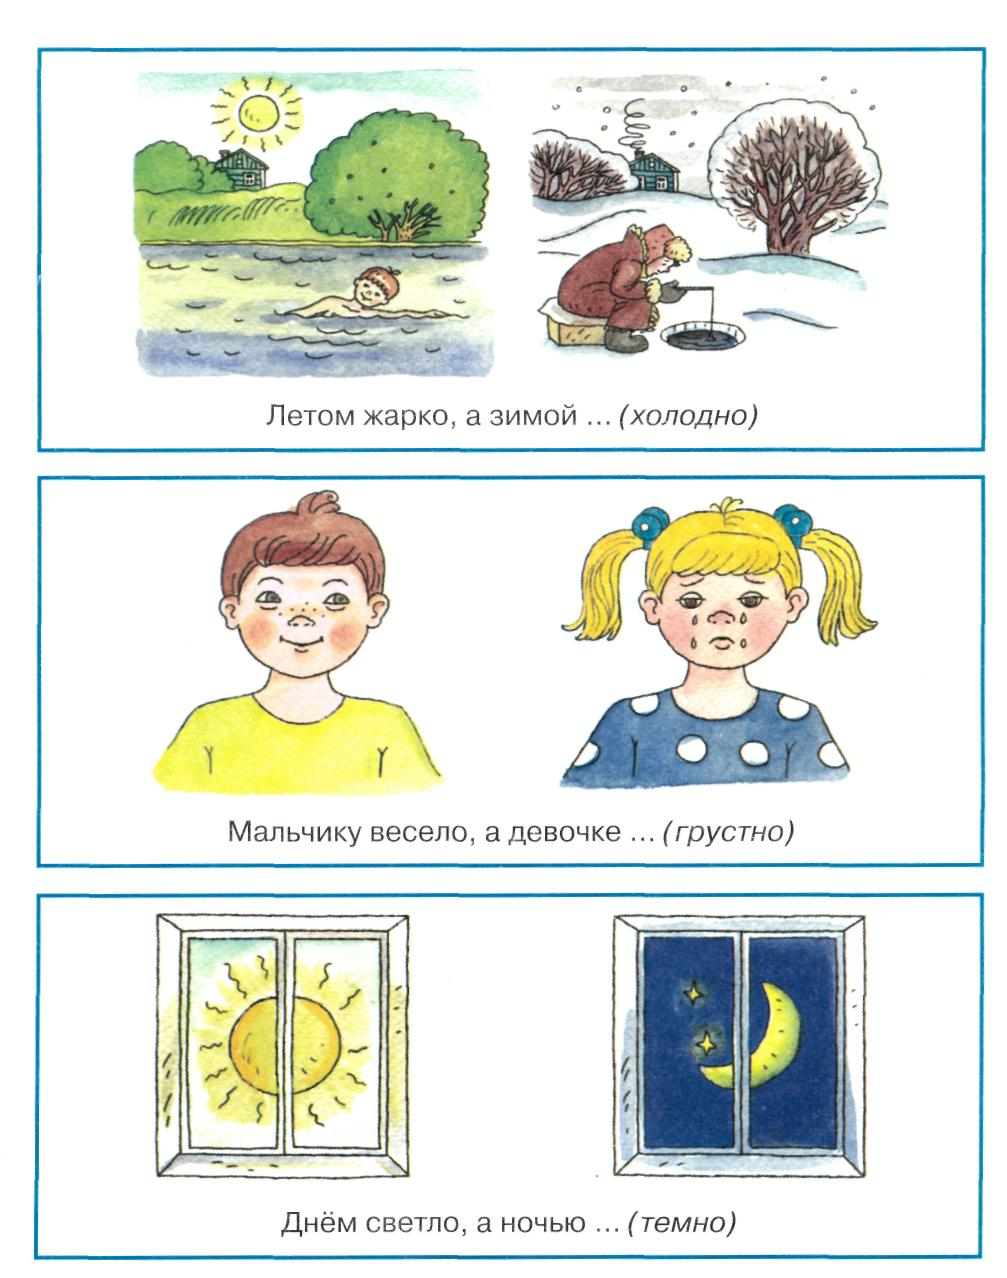 Летом жарко, а зимой ... (холодно)
Мальчику весело, а девочке ... (грустно)
Днём светло, а ночью ... (темно)